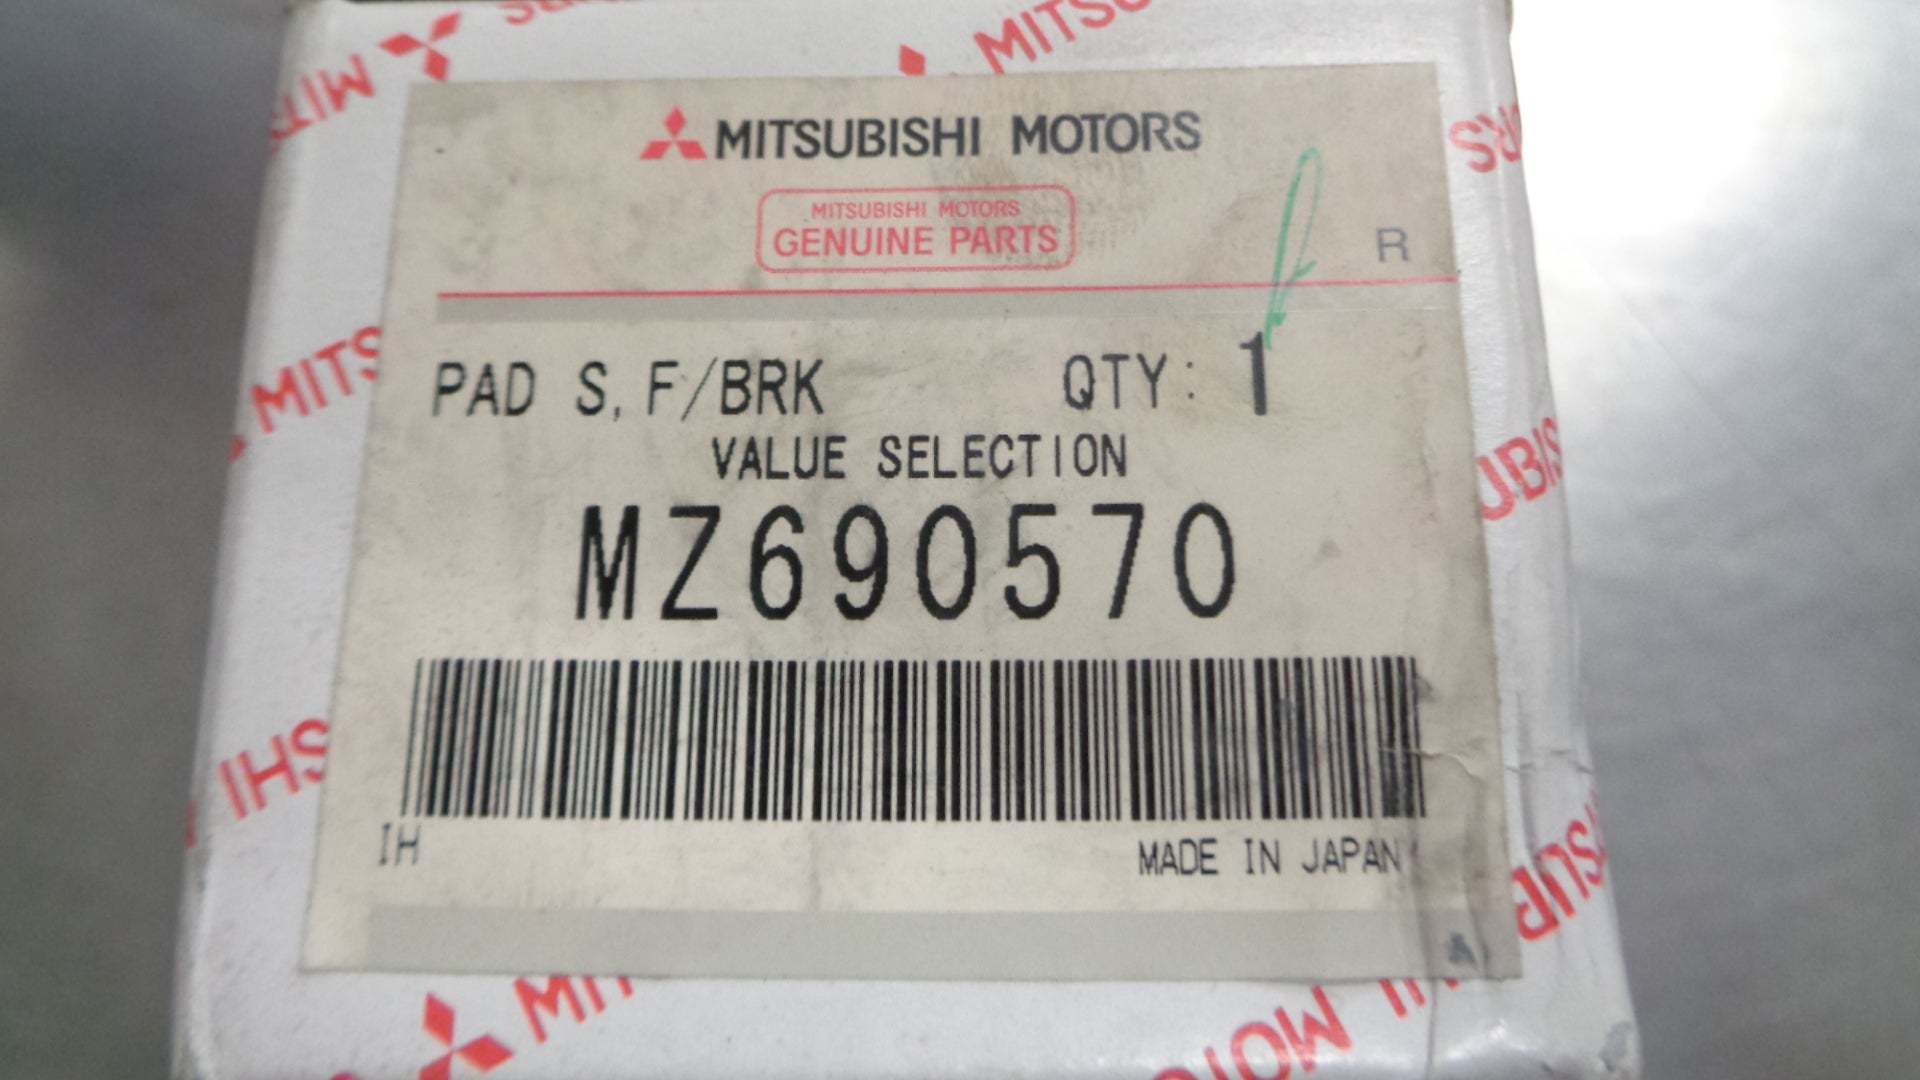 MITSUBISHI MOTORS
MITSUBISHI MOTORS
GENUINE PARTS
R
PAD S, F/BRK QTY: 1
VALUE SELECTION
MZ690570
IH
MADE IN JAPAN